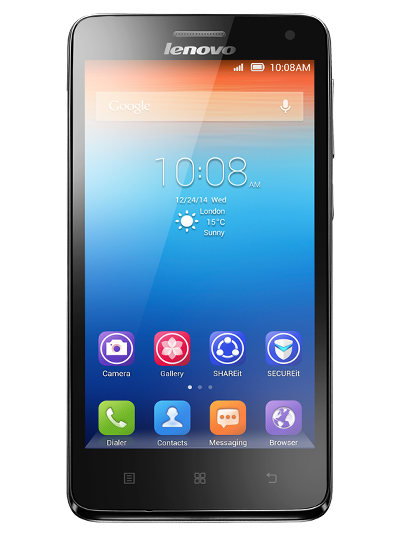 lenovo
10:08AM
Google
10:08 AM
12/24/14 Wed
London
15°C
Sunny
Camera Gallery SHAREit SECUREit
Dialer Contacts Messaging Browser